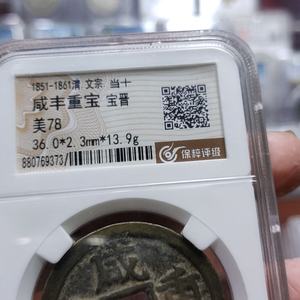 1851-1861清 文宗 当十
咸丰重宝 宝晋
美78
36.0*2.3mm*13.9g
880769373/
保粹评级
咸